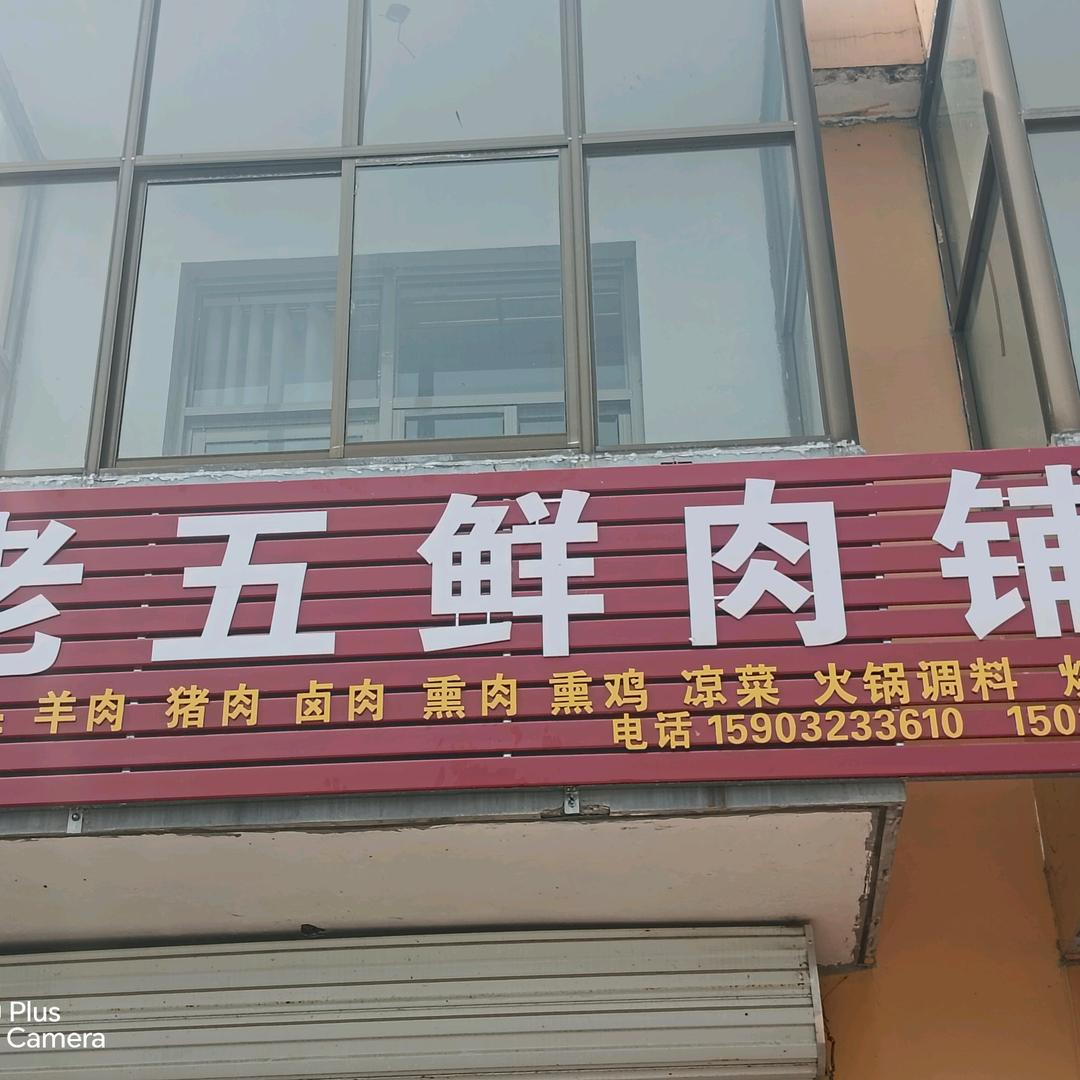 老五鲜肉铺
羊肉 猪肉 卤肉 熏肉 熏鸡 凉菜 火锅调料
电话 15903233610 150
Plus
Camera